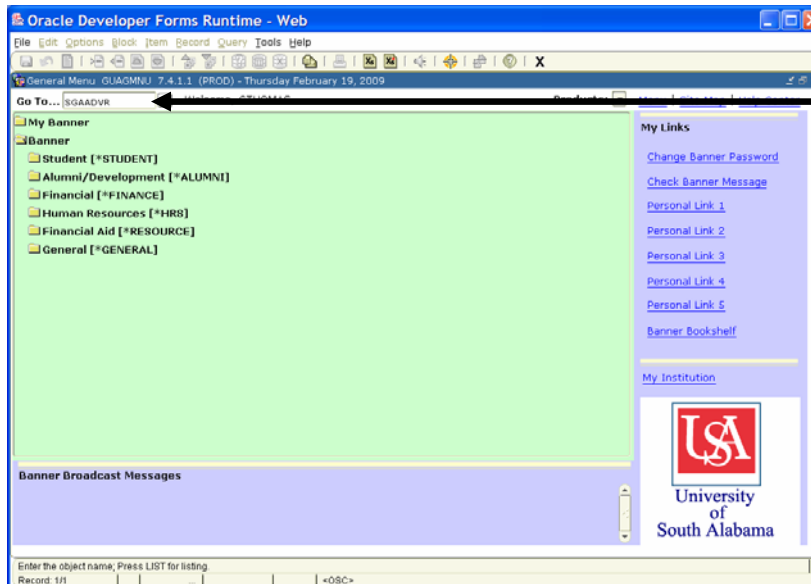 Oracle Developer Forms Runtime - Web
File Edit Options Block Item Record Query Tools Help
X
General Menu GUAGMNU 7.4.1.1 (PROD) - Thursday February 19, 2009
Go To... SGAADVR
My Banner
Banner
Student [*STUDENT]
Alumni/Development [*ALUMNI]
Financial [*FINANCE]
Human Resources [*HRS]
Financial Aid [*RESOURCE]
General [*GENERAL]
My Links
Change Banner Password
Check Banner Message
Personal Link 1
Personal Link 2
Personal Link 3
Personal Link 4
Personal Link 5
Banner Bookshelf
My Institution
USA
University
of
South Alabama
Banner Broadcast Messages
Enter the object name; Press LIST for listing.
Record: 1/1 ... <OSC>